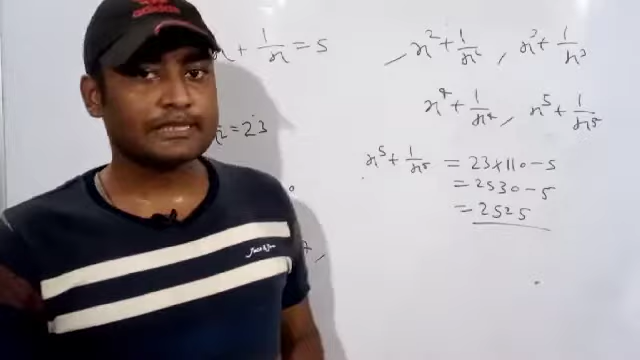 x + 1/x = 5
x² + 1/x², x³ + 1/x³
x⁴ + 1/x⁴, x⁵ + 1/x⁵
= 23
x⁵ + 1/x⁵ = 23 × 110 - 5
= 2530 - 5
= 2525